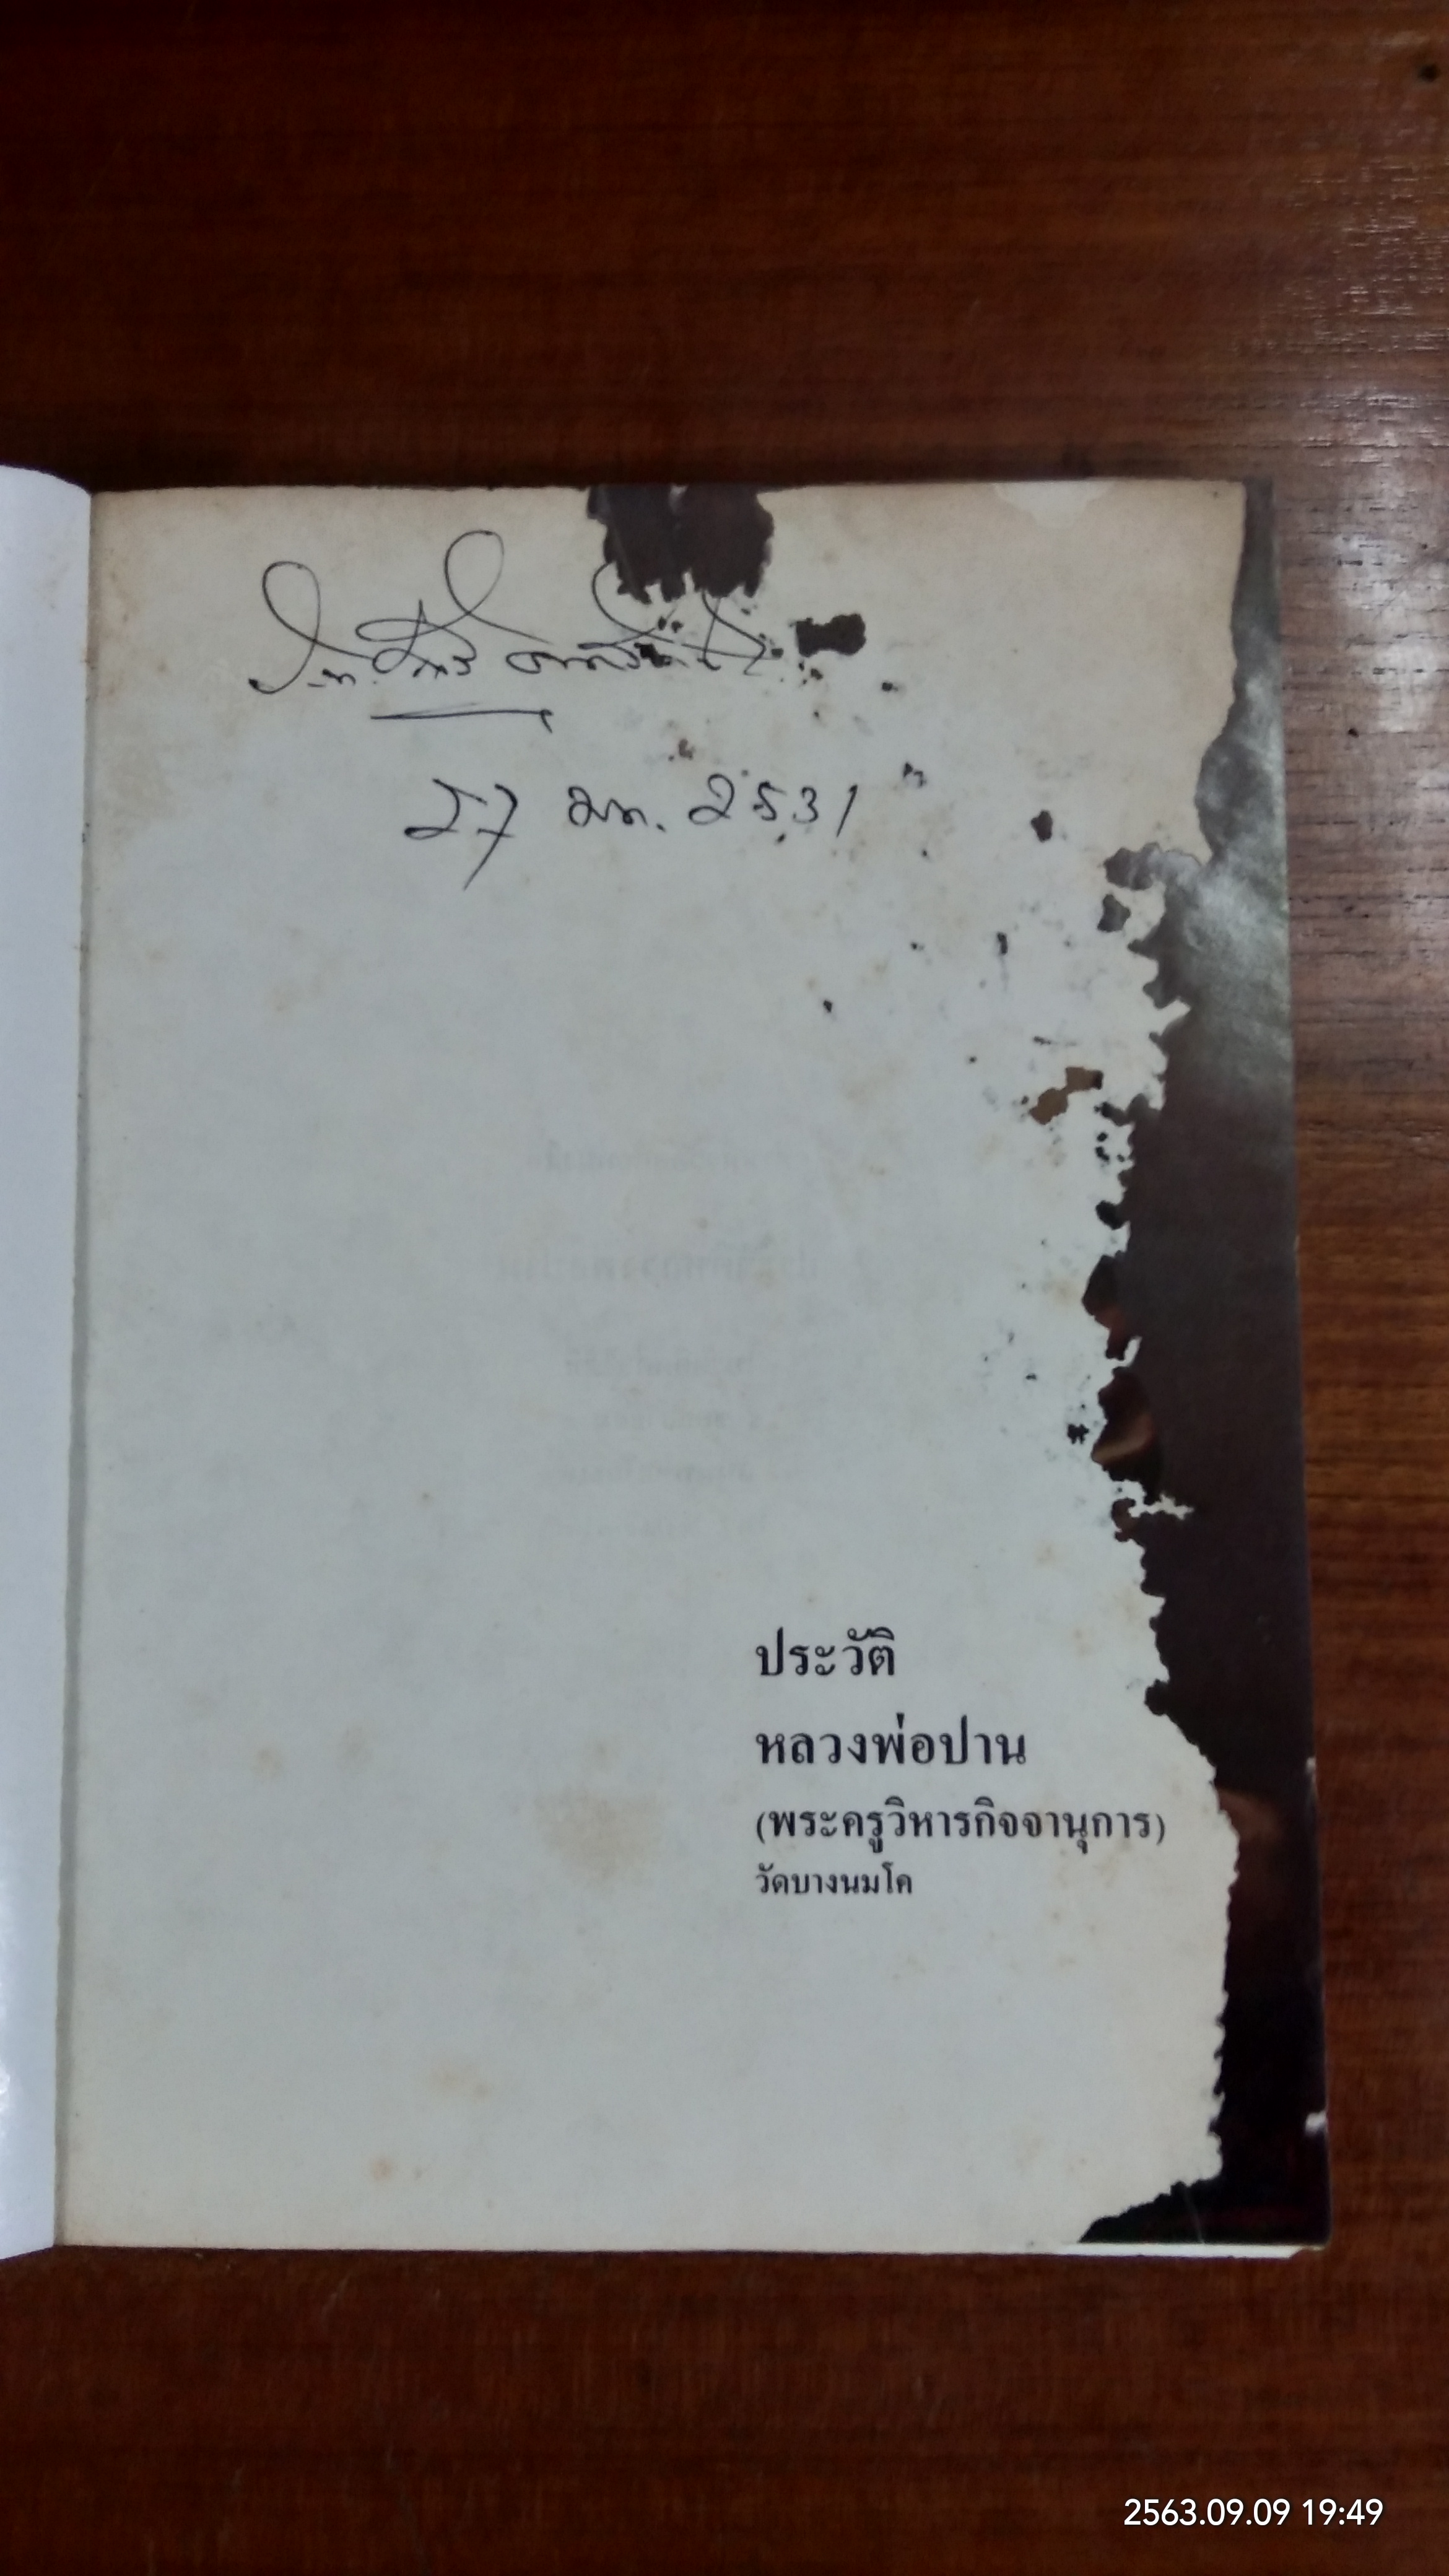 27 มค. 2531
ประวัติ
หลวงพ่อปาน
(พระครูวิหารกิจจานุการ)
วัดบางนมโค
2563.09.09 19:49